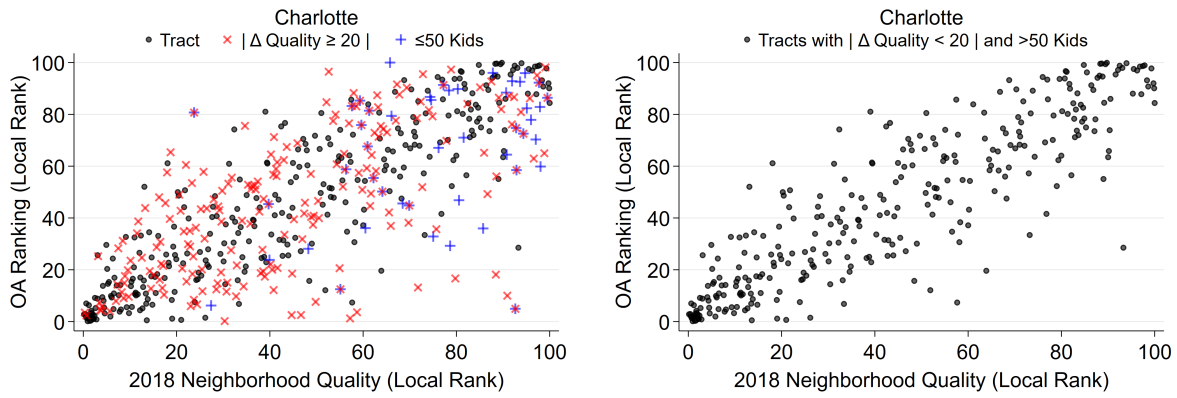 Charlotte
Tract | Δ Quality ≥ 20 | ≤50 Kids
OA Ranking (Local Rank)
100
80
60
40
20
0
0 20 40 60 80 100
2018 Neighborhood Quality (Local Rank)
Charlotte
Tracts with | Δ Quality < 20 | and >50 Kids
OA Ranking (Local Rank)
100
80
60
40
20
0
0 20 40 60 80 100
2018 Neighborhood Quality (Local Rank)